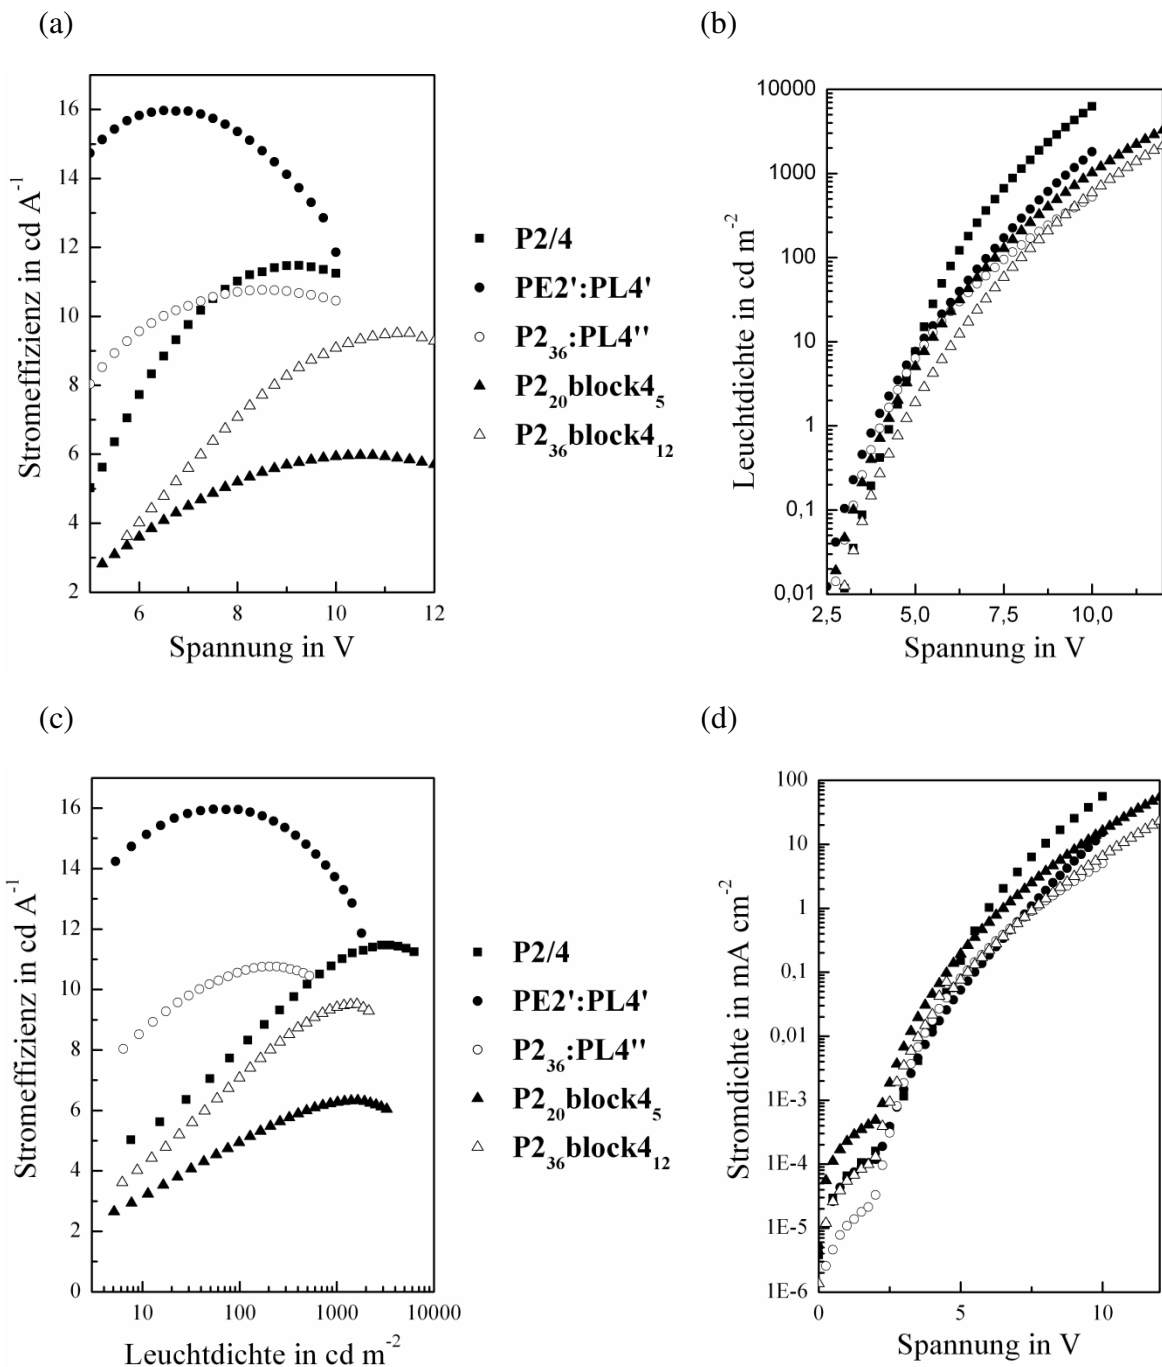 (a)
16
14
12
10
8
6
4
2
6
8
10
12
Stromeffizienz in cd A⁻¹
Spannung in V
P2/4
PE2':PL4'
P2₃₆:PL4''
P2₂₀block4₅
P2₃₆block4₁₂
(b)
10000
1000
100
10
1
0,1
0,01
2,5
5,0
7,5
10,0
Leuchtdichte in cd m⁻²
Spannung in V
(c)
16
14
12
10
8
6
4
2
0
10
100
1000
10000
Stromeffizienz in cd A⁻¹
Leuchtdichte in cd m⁻²
P2/4
PE2':PL4'
P2₃₆:PL4''
P2₂₀block4₅
P2₃₆block4₁₂
(d)
100
10
1
0,1
0,01
1E-3
1E-4
1E-5
1E-6
0
5
10
Stromdichte in mA cm⁻²
Spannung in V